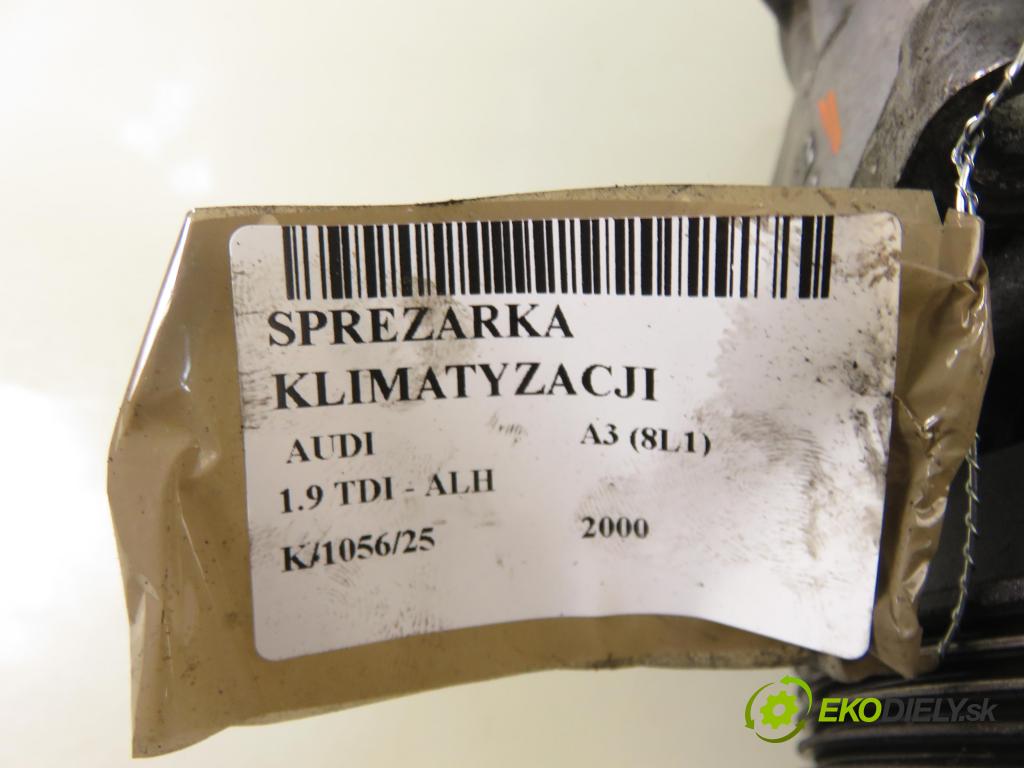 SPREZARKA
KLIMATYZACJI
AUDI A3 (8L1)
1.9 TDI - ALH
K/1056/25 2000
EKODIELY.sk